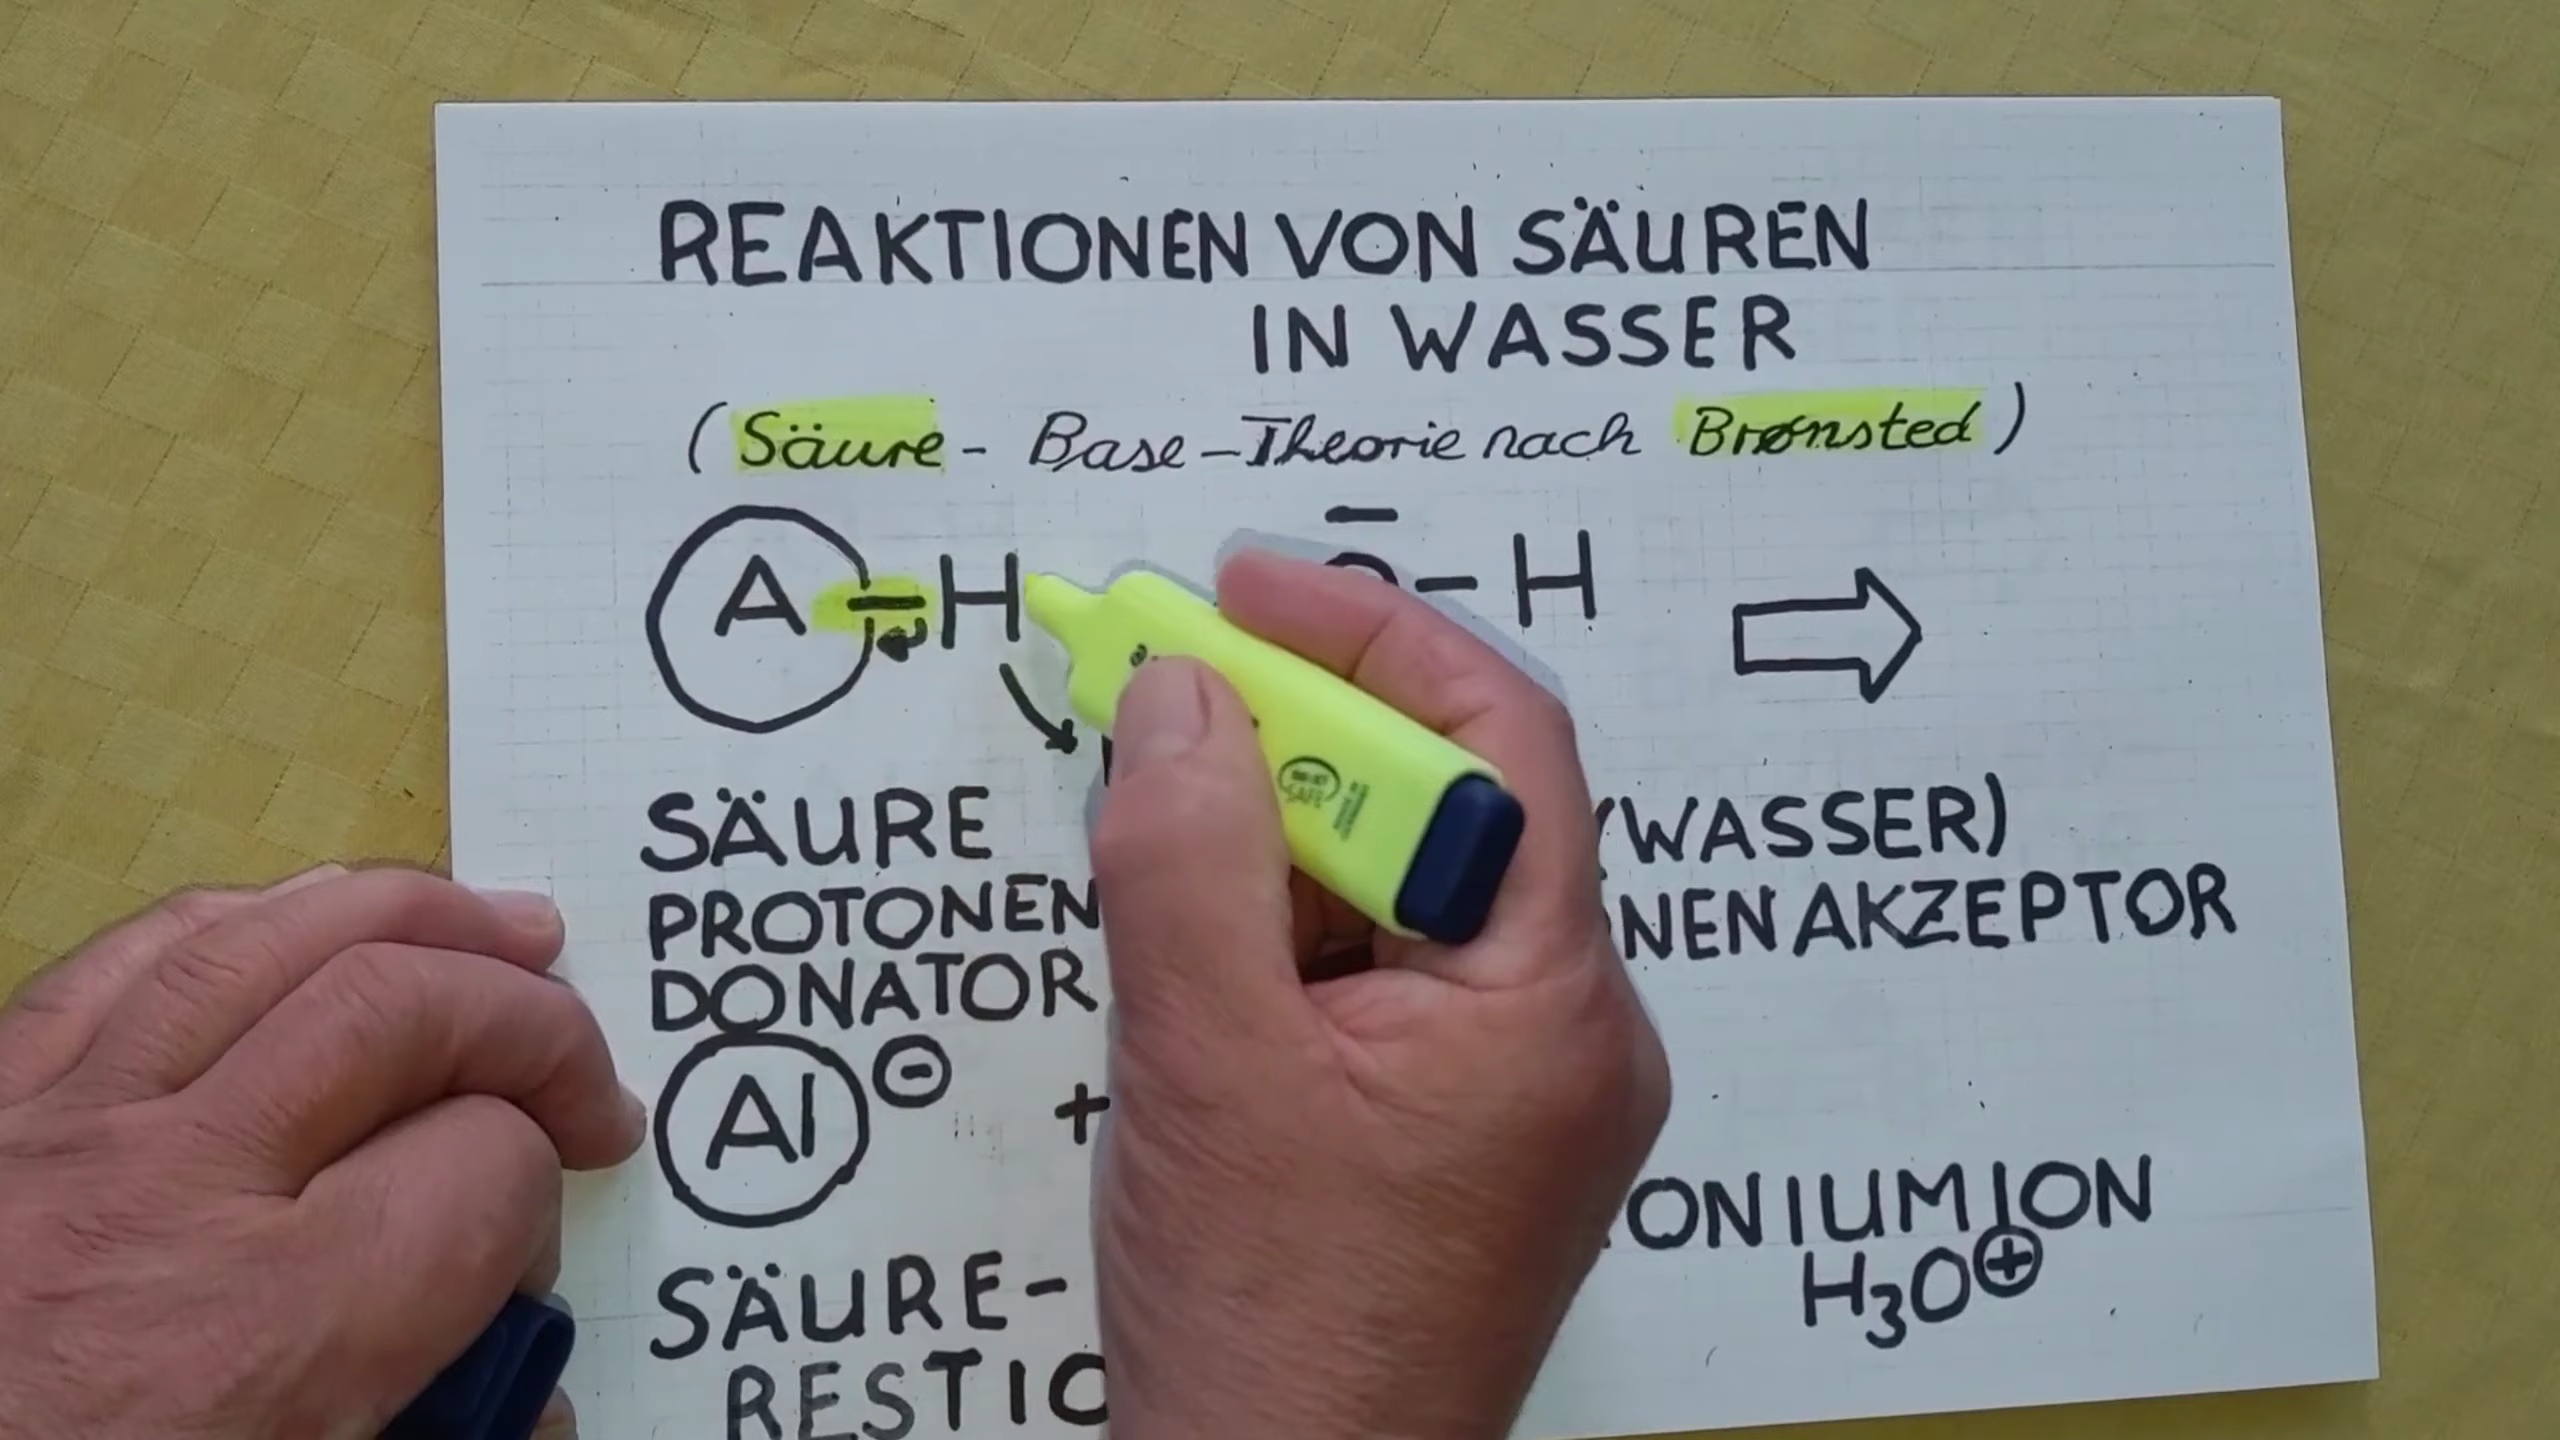 REAKTIONEN VON SÄUREN
IN WASSER
(Säure - Base - Theorie nach Brønsted)
A - H - H
SÄURE (WASSER)
PROTONEN NENAKZEPTOR
DONATOR
A| ⊖ +
ONIUMION
SÄURE- H3O⊕
RESTIO